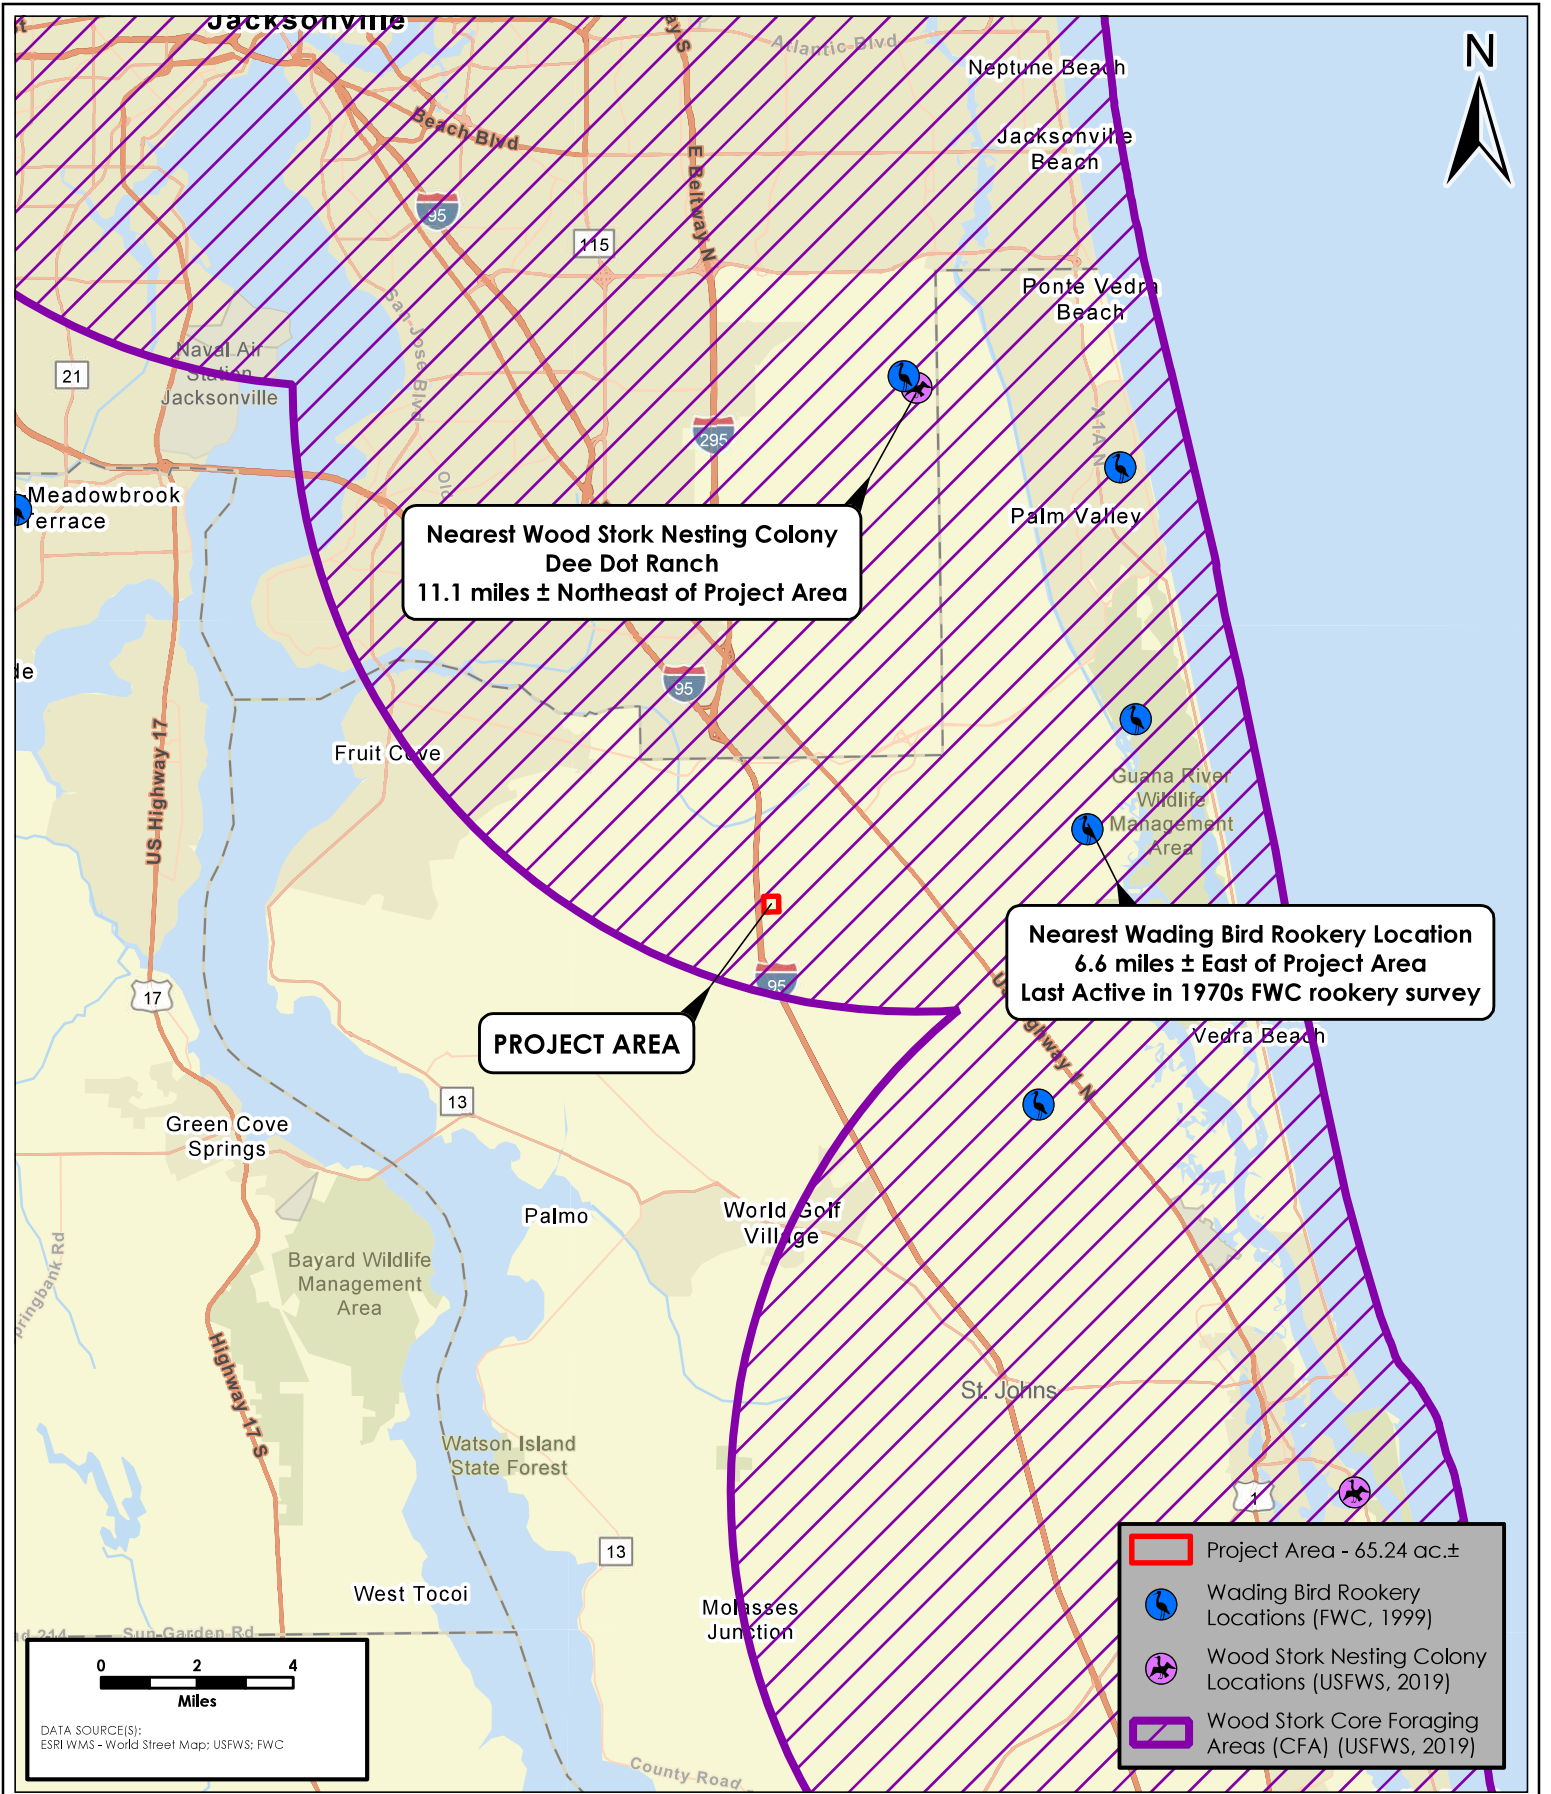 Jacksonville
Atlantic Blvd
Neptune Beach
N
Beach Blvd
Jacksonville
Beach
E Beltway N
95
115
San Jose Blvd
Ponte Vedra
Beach
Naval Air
Station
Jacksonville
21
295
A1A N
Meadowbrook
Terrace
Palm Valley
Nearest Wood Stork Nesting Colony
Dee Dot Ranch
11.1 miles ± Northeast of Project Area
95
US Highway 17
Fruit Cove
Guana River
Wildlife
Management
Area
Nearest Wading Bird Rookery Location
6.6 miles ± East of Project Area
Last Active in 1970s FWC rookery survey
95
17
PROJECT AREA
Vedra Beach
13
Green Cove
Springs
World Golf
Village
Palmo
Bayard Wildlife
Management
Area
Highway 17 S
St. Johns
Watson Island
State Forest
1
13
West Tocoi
Molasses
Junction
Sun Garden Rd
County Road
0 2 4
Miles
DATA SOURCE(S):
ESRI WMS - World Street Map; USFWS; FWC
Project Area - 65.24 ac.±
Wading Bird Rookery
Locations (FWC, 1999)
Wood Stork Nesting Colony
Locations (USFWS, 2019)
Wood Stork Core Foraging
Areas (CFA) (USFWS, 2019)